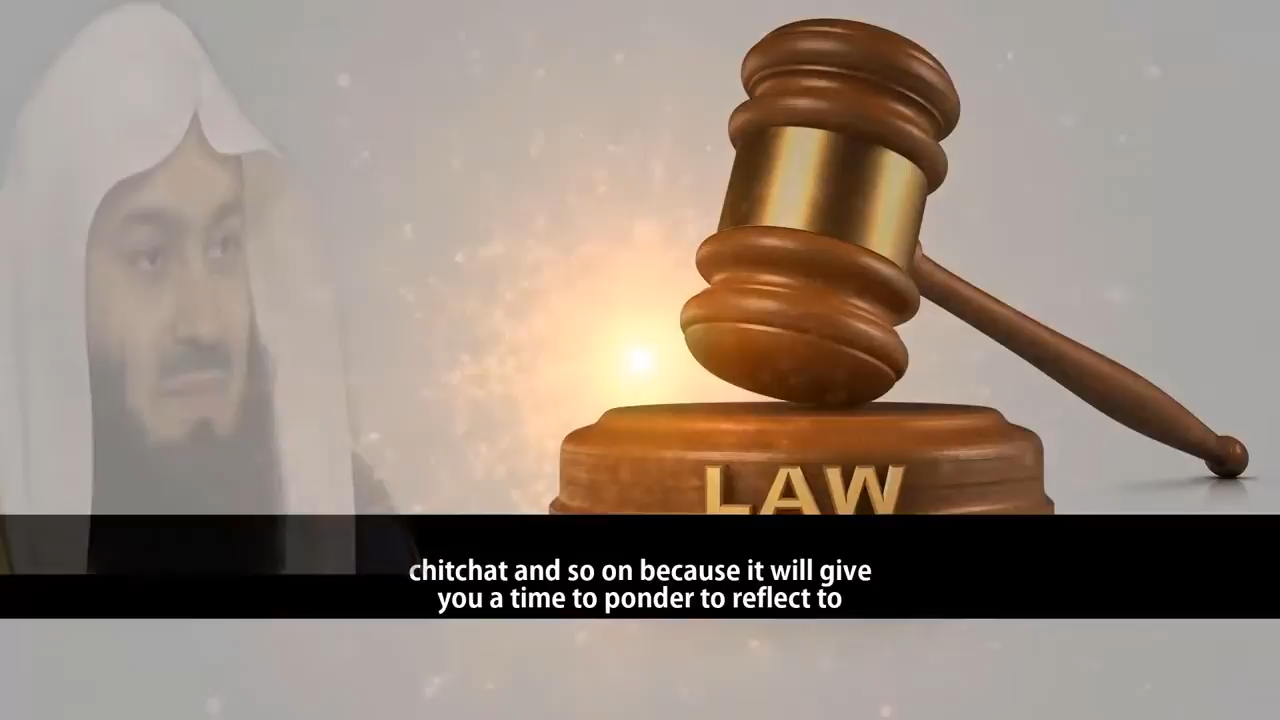 LAW
chitchat and so on because it will give
you a time to ponder to reflect to